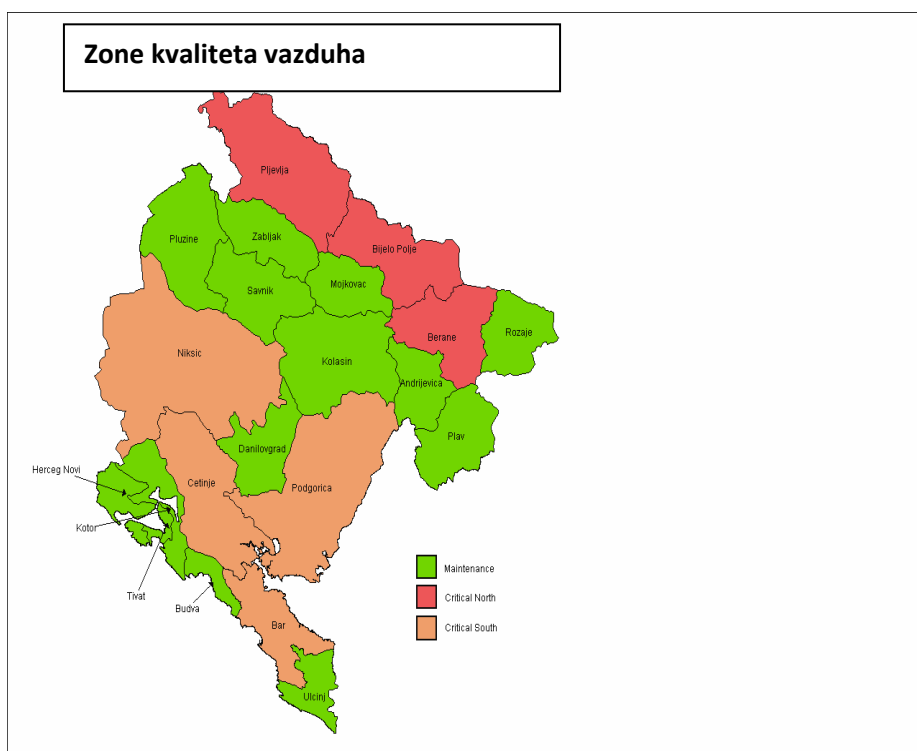 Zone kvaliteta vazduha
Pljevlja
Pluzine
Zabljak
Bijelo Polje
Savnik
Mojkovac
Rozaje
Berane
Niksic
Kolasin
Andrijevica
Plav
Danilovgrad
Herceg Novi
Cetinje
Podgorica
Kotor
Tivat
Budva
Bar
Ulcinj
Maintenance
Critical North
Critical South